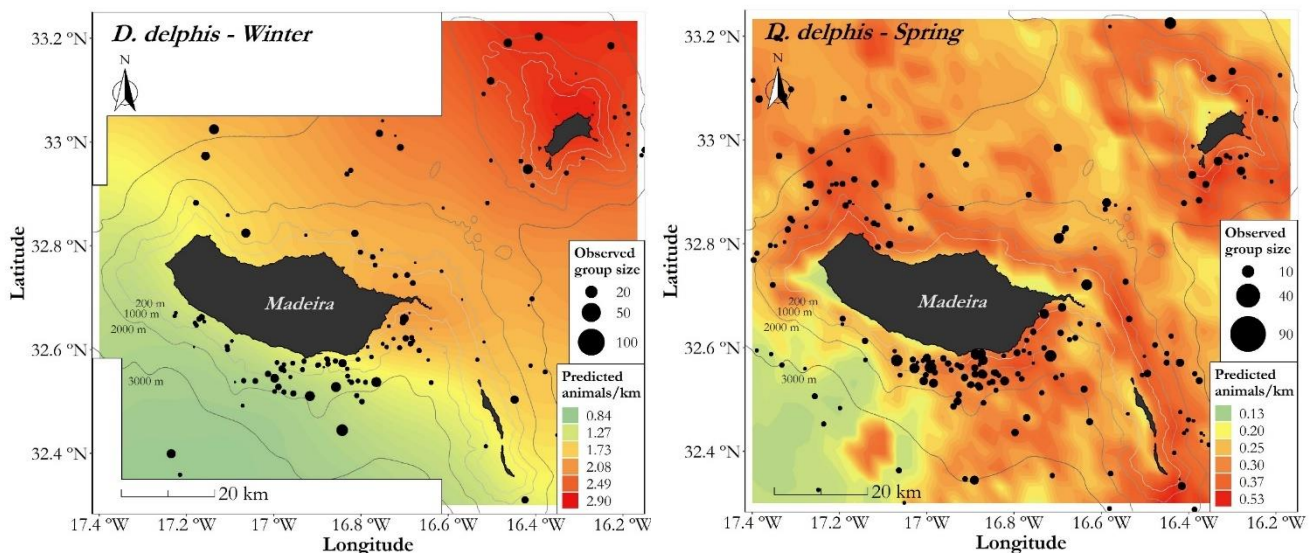 D. delphis - Winter
N
33.2 °N
33 °N
32.8 °N
32.6 °N
32.4 °N
Latitude
Madeira
200 m
1000 m
2000 m
3000 m
Observed
group size
20
50
100
Predicted
animals/km
0.84
1.27
1.73
2.08
2.49
2.90
20 km
17.4 °W
17.2 °W
17.0 °W
16.8 °W
16.6 °W
16.4 °W
16.2 °W
Longitude
D. delphis - Spring
N
33.2 °N
33 °N
32.8 °N
32.6 °N
32.4 °N
Latitude
Madeira
200 m
1000 m
2000 m
3000 m
Observed
group size
10
40
90
Predicted
animals/km
0.13
0.20
0.25
0.30
0.37
0.53
20 km
17.4 °W
17.2 °W
17.0 °W
16.8 °W
16.6 °W
16.4 °W
16.2 °W
Longitude